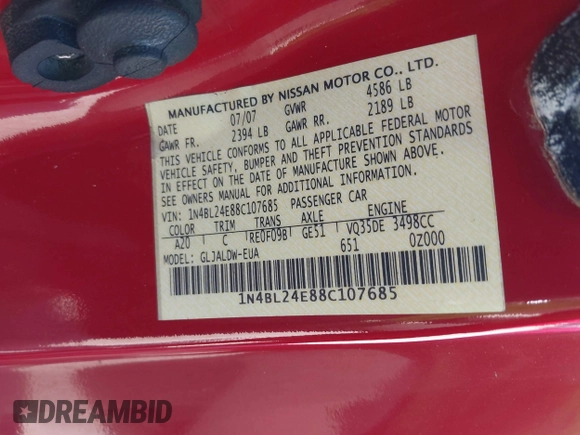 MANUFACTURED BY NISSAN MOTOR CO., LTD.
DATE 07/07 GVWR 4586 LB
GAWR FR. 2394 LB GAWR RR. 2189 LB
THIS VEHICLE CONFORMS TO ALL APPLICABLE FEDERAL MOTOR
VEHICLE SAFETY, BUMPER AND THEFT PREVENTION STANDARDS
IN EFFECT ON THE DATE OF MANUFACTURE SHOWN ABOVE.
SEE OWNERS MANUAL FOR ADDITIONAL INFORMATION.
VIN:1N4BL24E88C107685 PASSENGER CAR
COLOR TRIM TRANS AXLE ENGINE
A20 C RE0F09B GE51 VQ35DE 3498CC
MODEL: GLJALDW-EUA 651 0Z000
1N4BL24E88C107685
DREAMBID